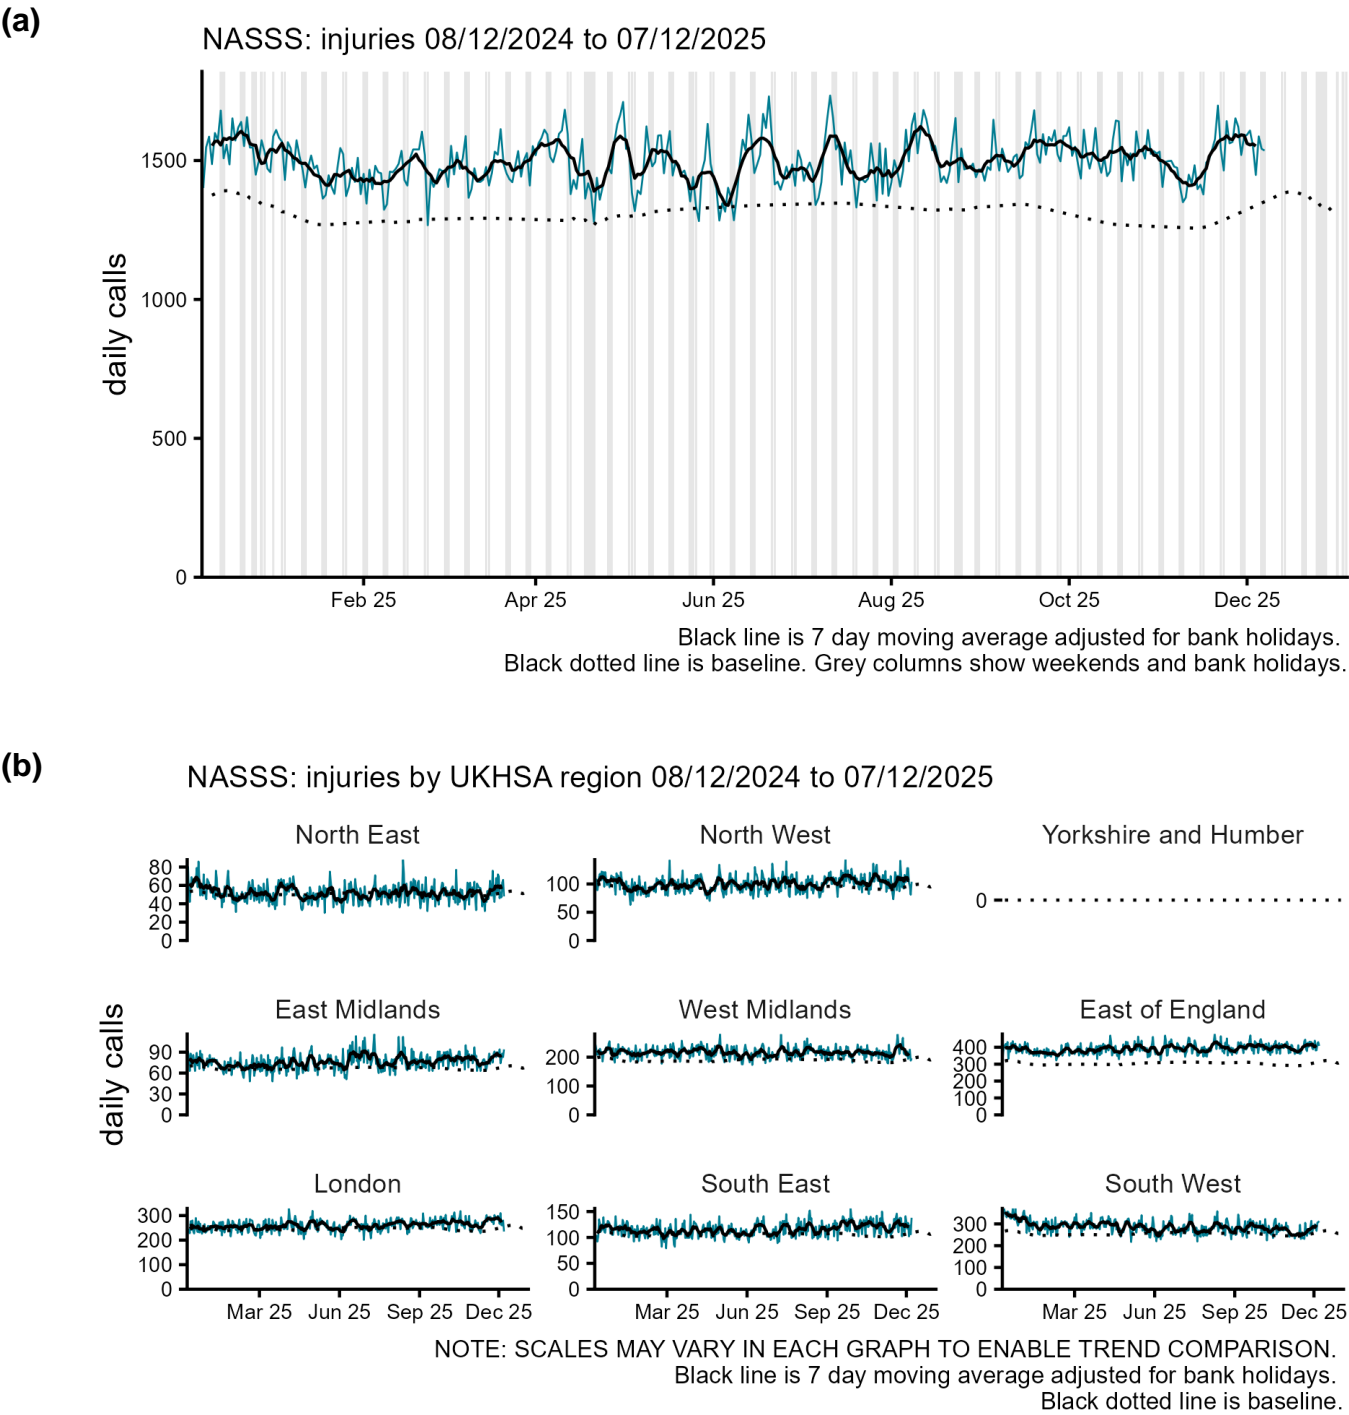 (a)
NASSS: injuries 08/12/2024 to 07/12/2025
daily calls
1500
1000
500
0
Feb 25 Apr 25 Jun 25 Aug 25 Oct 25 Dec 25
Black line is 7 day moving average adjusted for bank holidays.
Black dotted line is baseline. Grey columns show weekends and bank holidays.
(b)
NASSS: injuries by UKHSA region 08/12/2024 to 07/12/2025
daily calls
North East
80
60
40
20
0
North West
100
50
0
Yorkshire and Humber
0
East Midlands
90
60
30
0
West Midlands
200
100
0
East of England
400
300
200
100
0
London
300
200
100
0
Mar 25 Jun 25 Sep 25 Dec 25
South East
150
100
50
0
Mar 25 Jun 25 Sep 25 Dec 25
South West
300
200
100
0
Mar 25 Jun 25 Sep 25 Dec 25
NOTE: SCALES MAY VARY IN EACH GRAPH TO ENABLE TREND COMPARISON.
Black line is 7 day moving average adjusted for bank holidays.
Black dotted line is baseline.